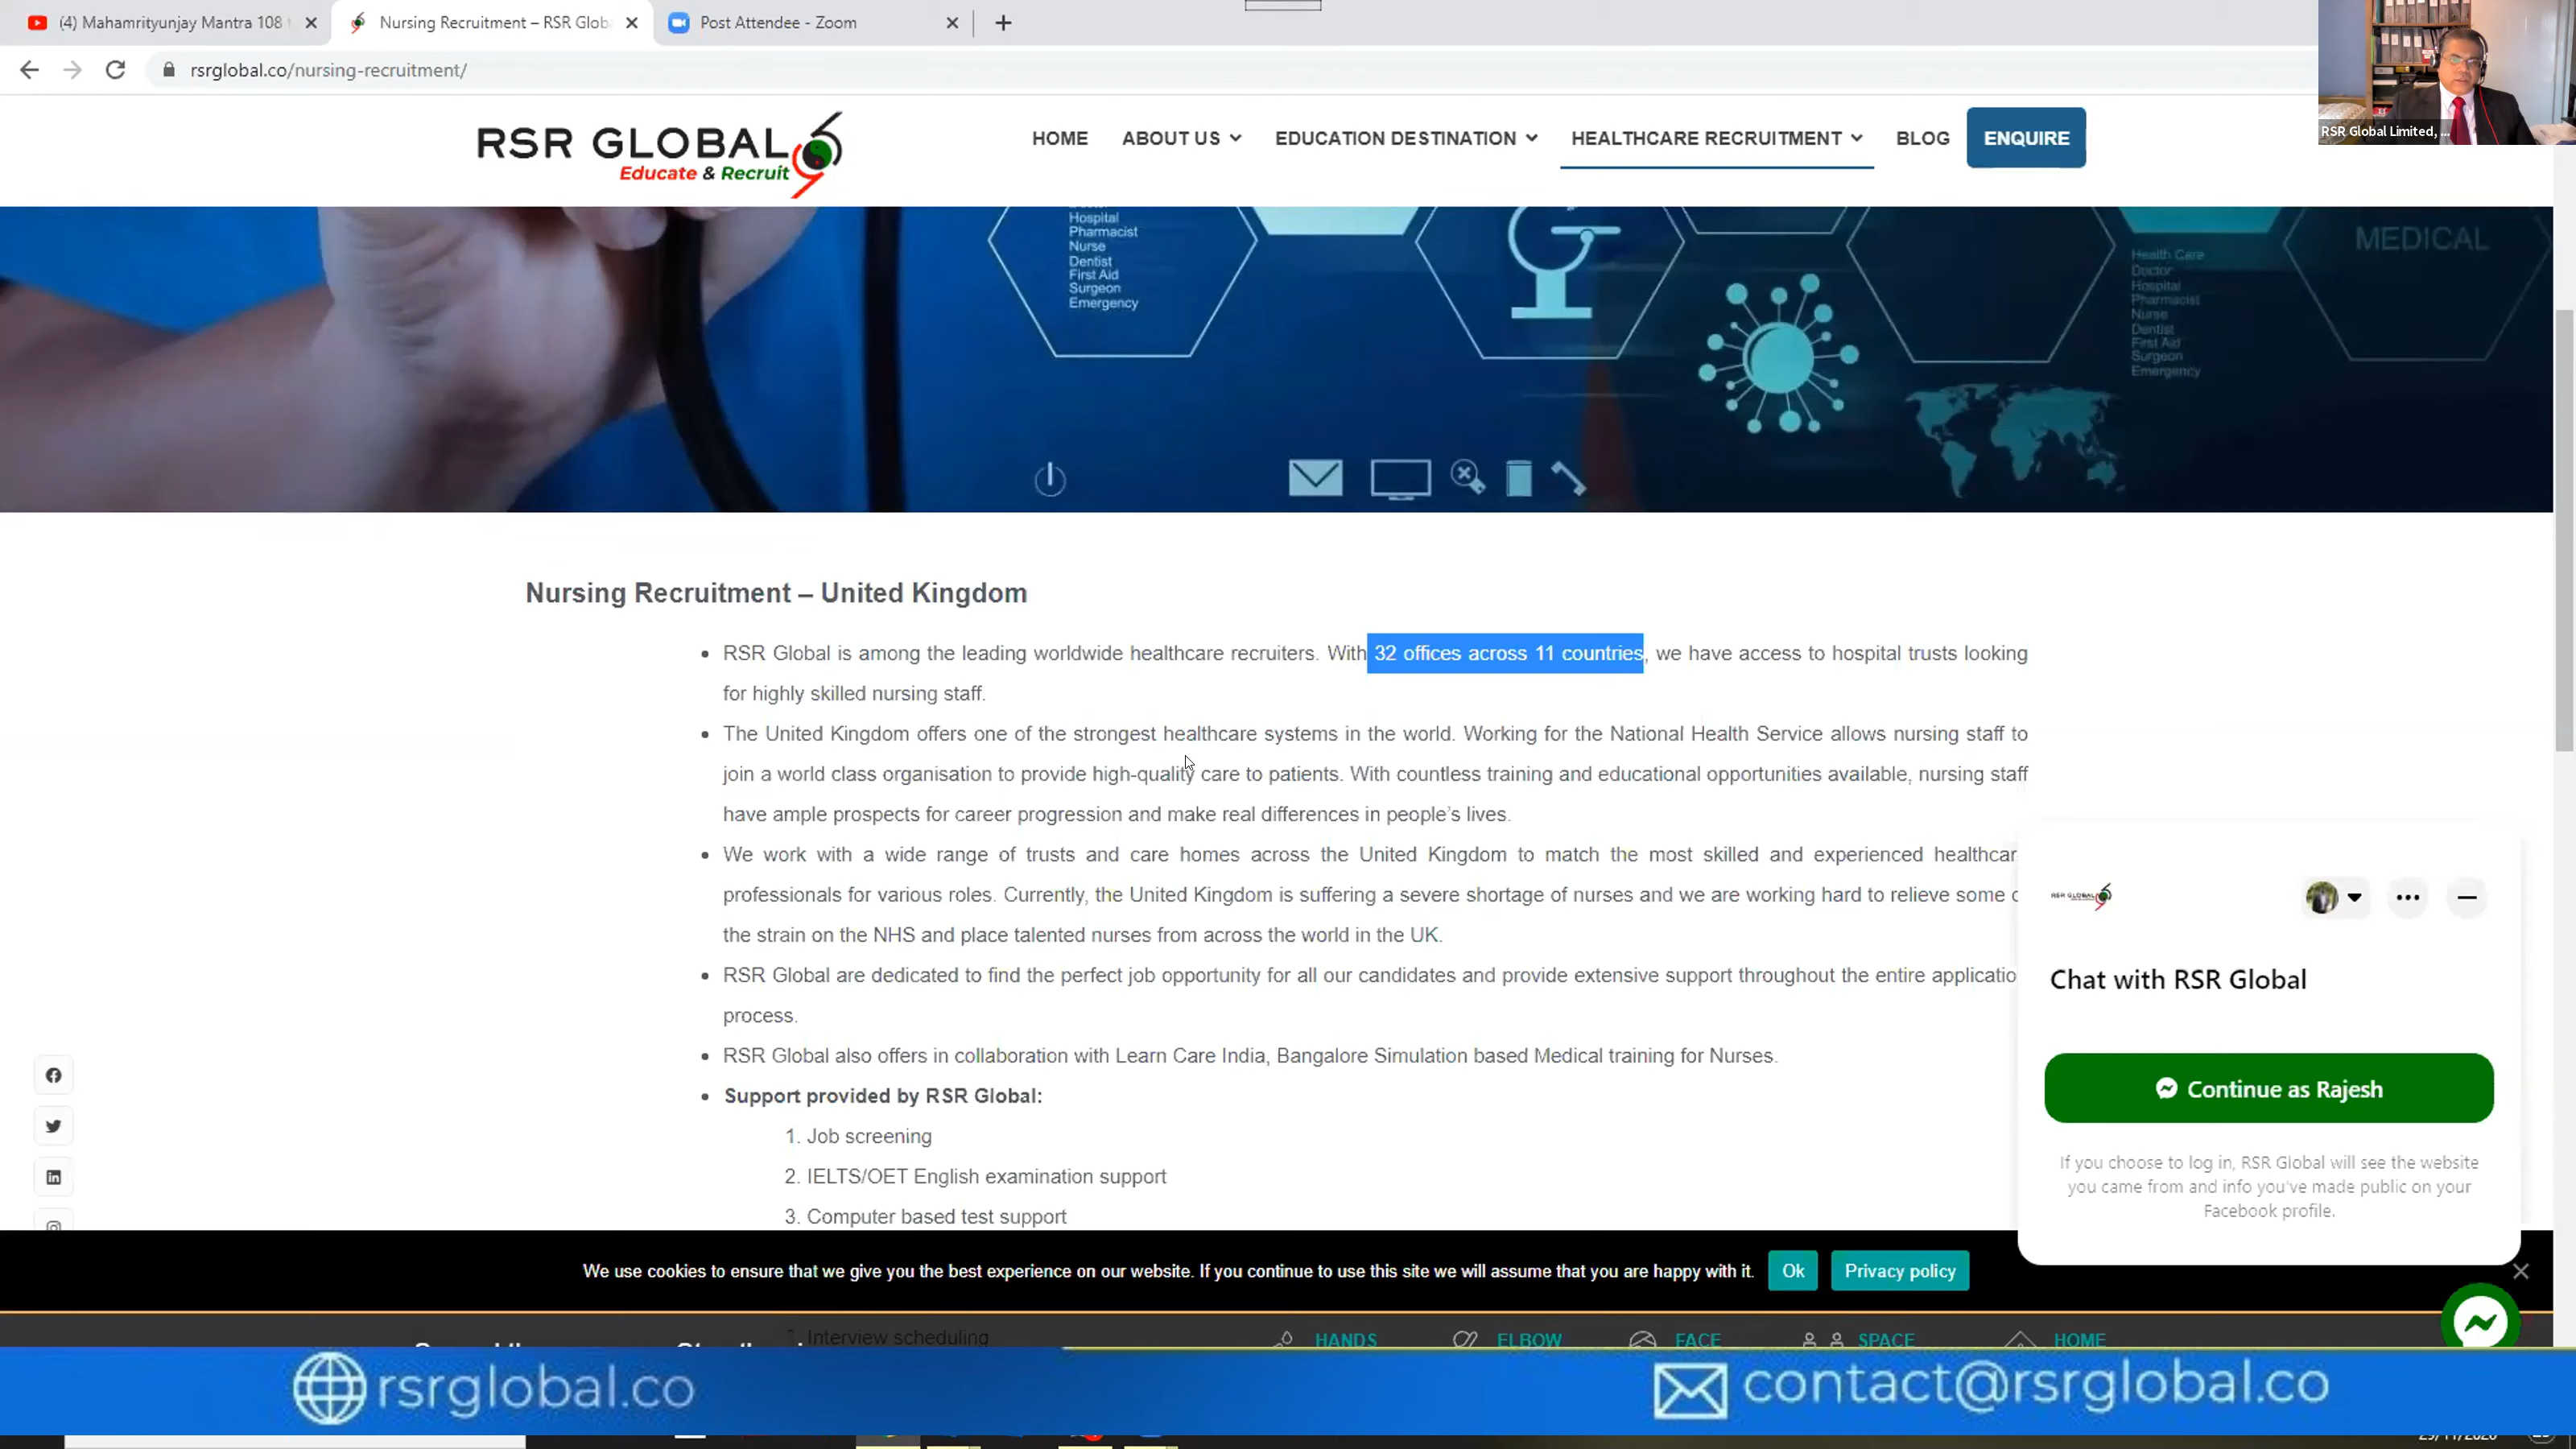 (4) Mahamrityunjay Mantra 108
Nursing Recruitment – RSR Glob
Post Attendee - Zoom
rsrglobal.co/nursing-recruitment/
RSR Global Limited, ...
RSR GLOBAL
Educate & Recruit
HOME
ABOUT US
EDUCATION DESTINATION
HEALTHCARE RECRUITMENT
BLOG
ENQUIRE
Hospital
Pharmacist
Nurse
Dentist
First Aid
Surgeon
Emergency
MEDICAL
Health Care
Doctor
Hospital
Pharmacist
Nurse
Dentist
First Aid
Surgeon
Emergency
Nursing Recruitment – United Kingdom
RSR Global is among the leading worldwide healthcare recruiters. With 32 offices across 11 countries, we have access to hospital trusts looking
for highly skilled nursing staff.
The United Kingdom offers one of the strongest healthcare systems in the world. Working for the National Health Service allows nursing staff to
join a world class organisation to provide high-quality care to patients. With countless training and educational opportunities available, nursing staff
have ample prospects for career progression and make real differences in people's lives.
We work with a wide range of trusts and care homes across the United Kingdom to match the most skilled and experienced healthcar
professionals for various roles. Currently, the United Kingdom is suffering a severe shortage of nurses and we are working hard to relieve some
the strain on the NHS and place talented nurses from across the world in the UK.
RSR Global are dedicated to find the perfect job opportunity for all our candidates and provide extensive support throughout the entire applicatio
process.
RSR Global also offers in collaboration with Learn Care India, Bangalore Simulation based Medical training for Nurses.
Support provided by RSR Global:
1. Job screening
2. IELTS/OET English examination support
3. Computer based test support
RSR GLOBAL
Chat with RSR Global
Continue as Rajesh
If you choose to log in, RSR Global will see the website
you came from and info you've made public on your
Facebook profile.
We use cookies to ensure that we give you the best experience on our website. If you continue to use this site we will assume that you are happy with it.
Ok
Privacy policy
Interview scheduling
HANDS
ELBOW
FACE
SPACE
HOME
rsrglobal.co
contact@rsrglobal.co